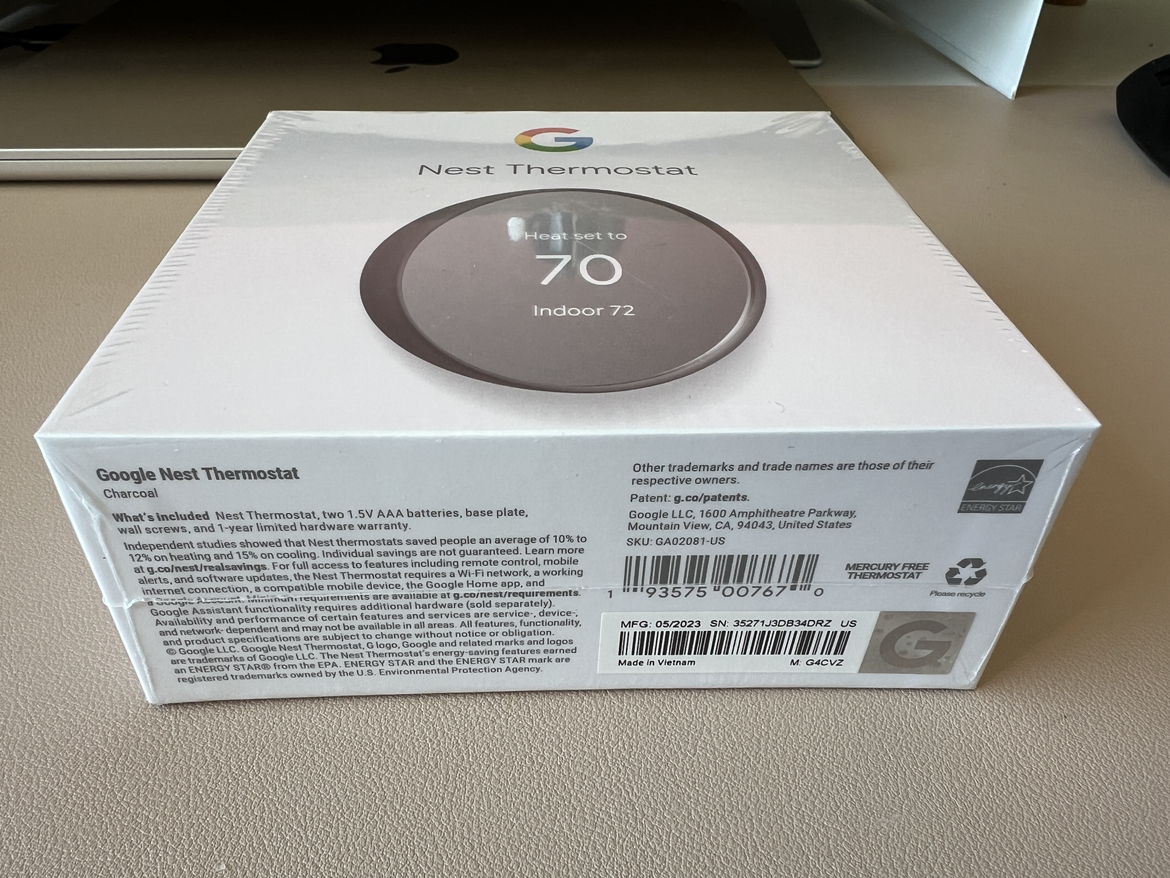 G
Nest Thermostat
Heat set to
70
Indoor 72
Google Nest Thermostat
Charcoal
What's included Nest Thermostat, two 1.5V AAA batteries, base plate,
wall screws, and 1-year limited hardware warranty.
Independent studies showed that Nest thermostats saved people an average of 10% to
12% on heating and 15% on cooling. Individual savings are not guaranteed. Learn more
at g.co/nest/realsavings. For full access to features including remote control, mobile
alerts, and software updates, the Nest Thermostat requires a Wi-Fi network, a working
internet connection, a compatible mobile device, the Google Home app, and
a Google Account. Minimum requirements are available at g.co/nest/requirements.
Google Assistant functionality requires additional hardware (sold separately).
Availability and performance of certain features and services are service-, device-,
and network-dependent and may not be available in all areas. All features, functionality,
and product specifications are subject to change without notice or obligation.
© Google LLC. Google Nest Thermostat, G logo, Google and related marks and logos
are trademarks of Google LLC. The Nest Thermostat's energy-saving features earned
an ENERGY STAR® from the EPA. ENERGY STAR and the ENERGY STAR mark are
registered trademarks owned by the U.S. Environmental Protection Agency.
Other trademarks and trade names are those of their
respective owners.
Patent: g.co/patents.
Google LLC, 1600 Amphitheatre Parkway,
Mountain View, CA, 94043, United States
SKU: GA02081-US
1 93575 00767 0
energy
ENERGY STAR
MERCURY FREE
THERMOSTAT
Please recycle
MFG: 05/2023 SN: 35271J3DB34DRZ US
Made in Vietnam M: G4CVZ
G